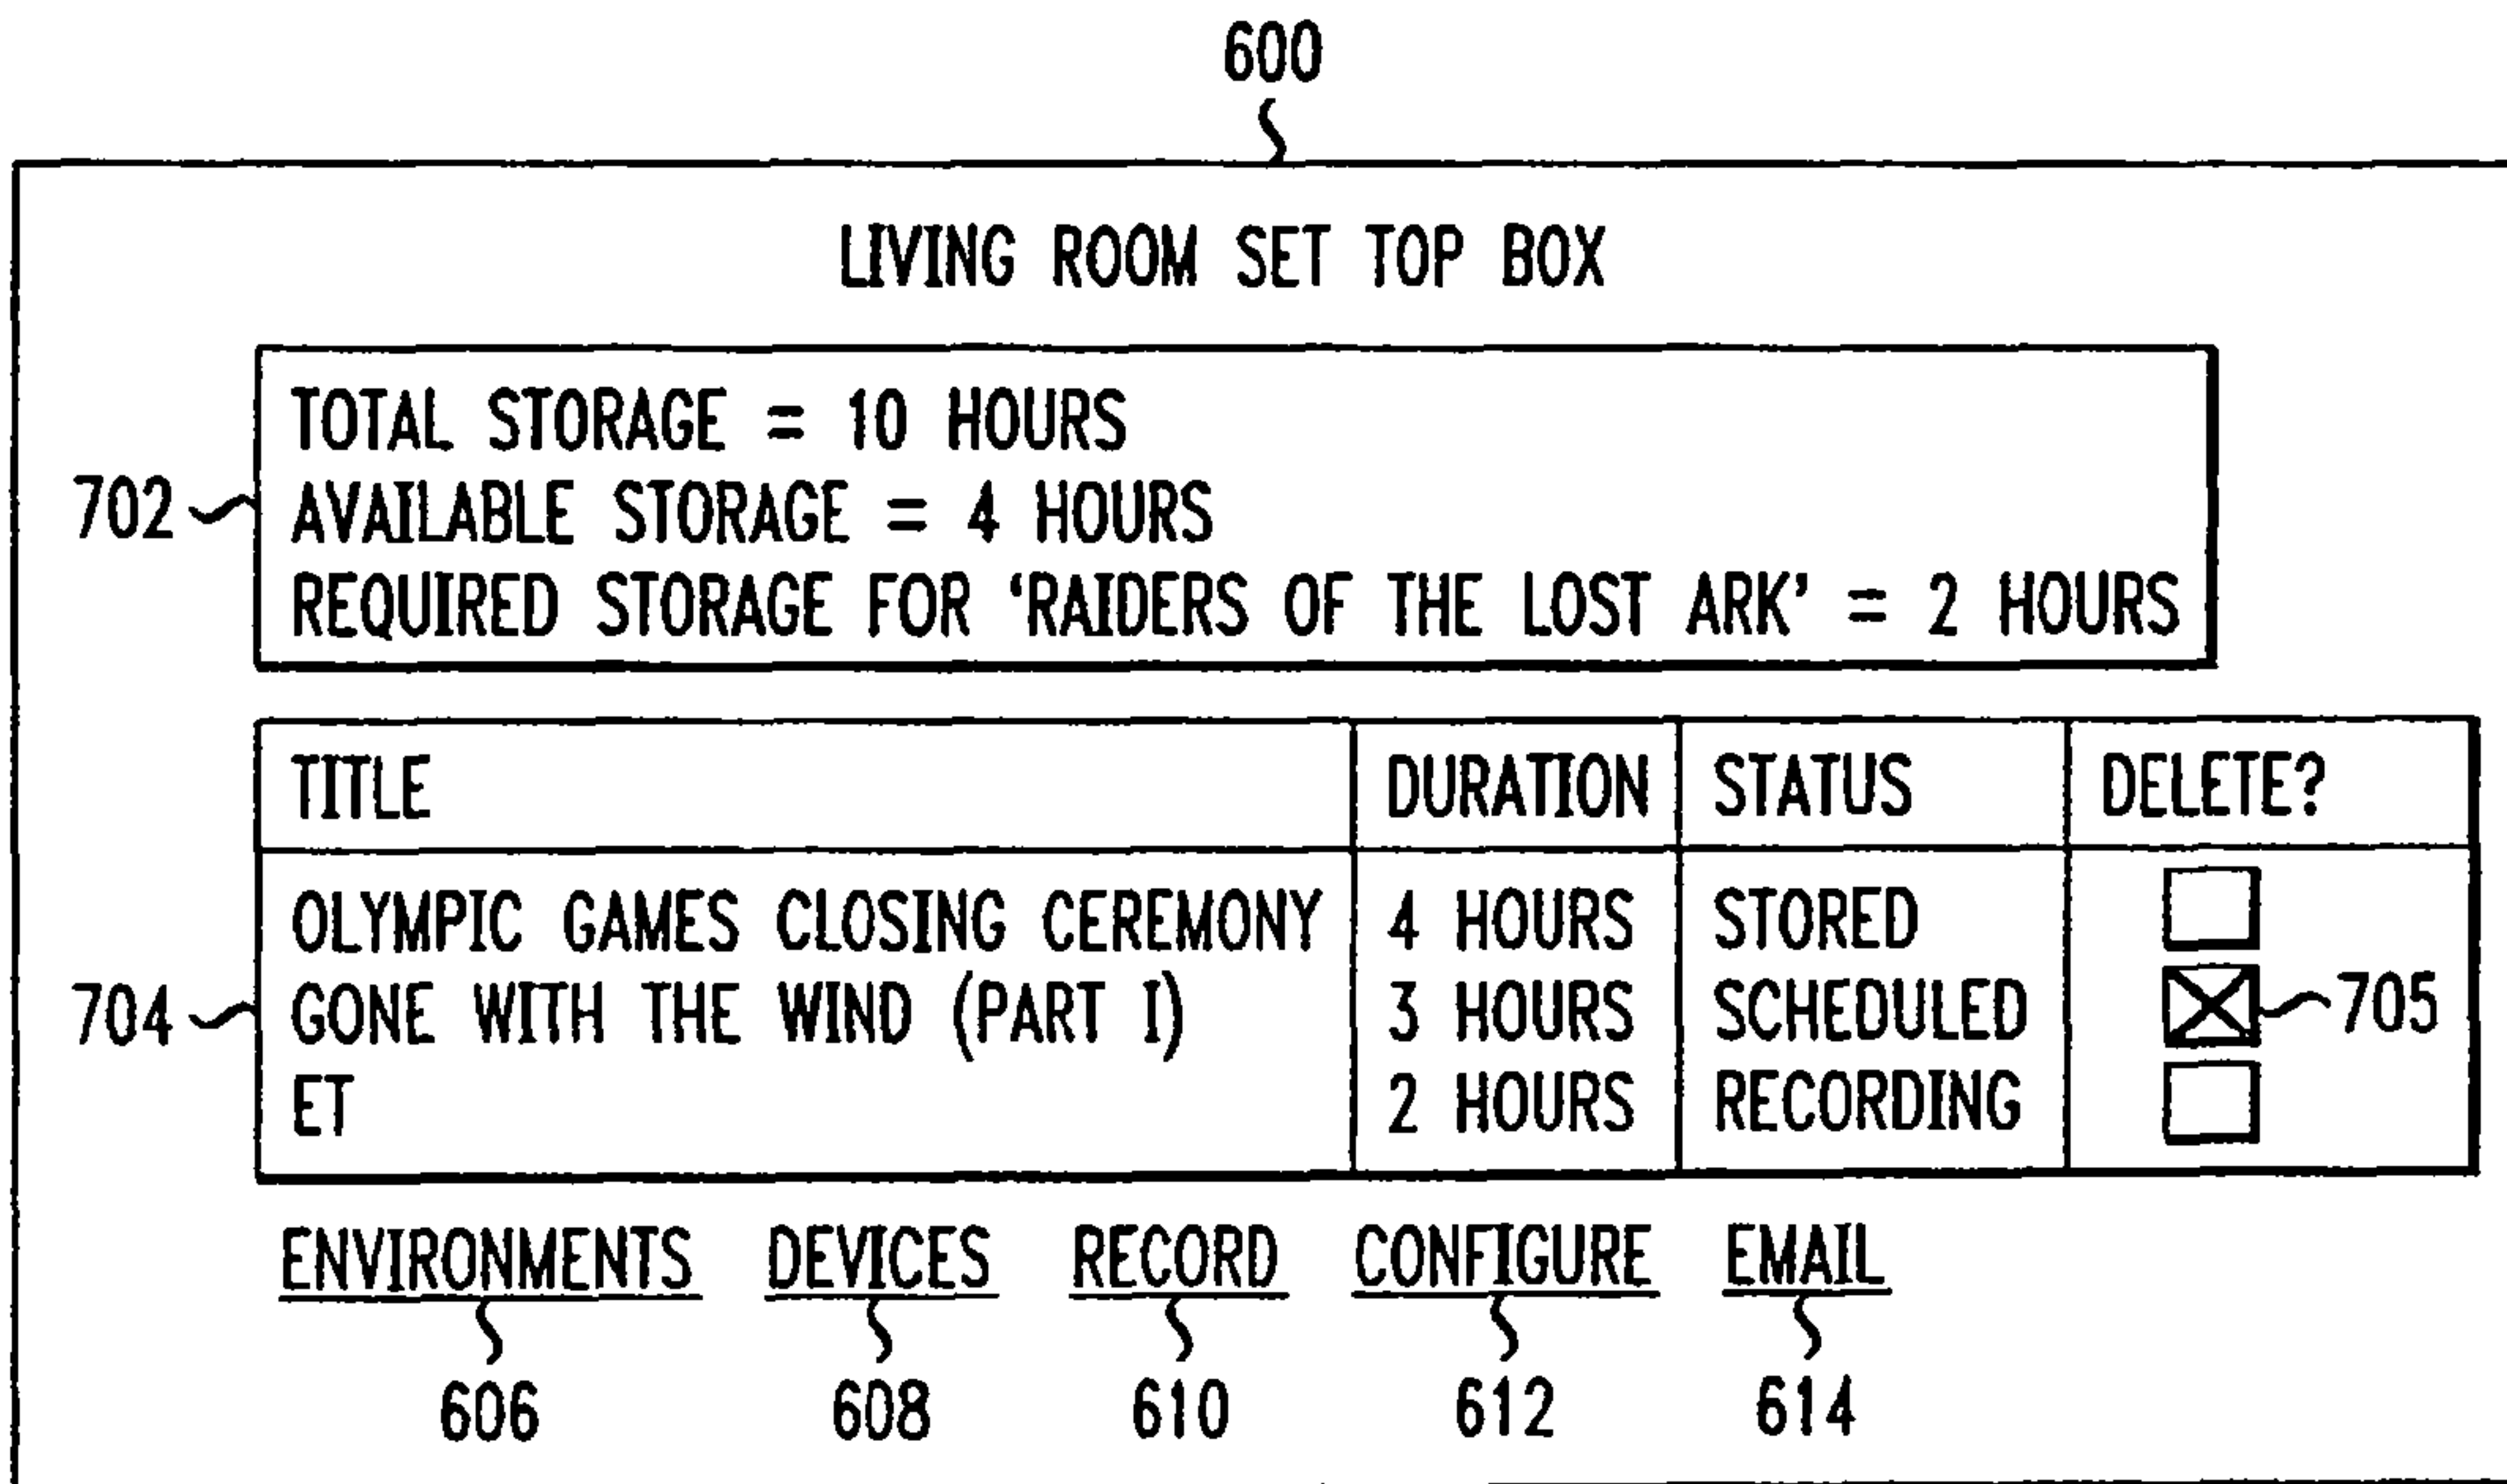 600
LIVING ROOM SET TOP BOX
TOTAL STORAGE = 10 HOURS
702 AVAILABLE STORAGE = 4 HOURS
REQUIRED STORAGE FOR ‘RAIDERS OF THE LOST ARK’ = 2 HOURS
TITLE DURATION STATUS DELETE?
OLYMPIC GAMES CLOSING CEREMONY 4 HOURS STORED
704 GONE WITH THE WIND (PART I) 3 HOURS SCHEDULED 705
ET 2 HOURS RECORDING
ENVIRONMENTS DEVICES RECORD CONFIGURE EMAIL
606 608 610 612 614